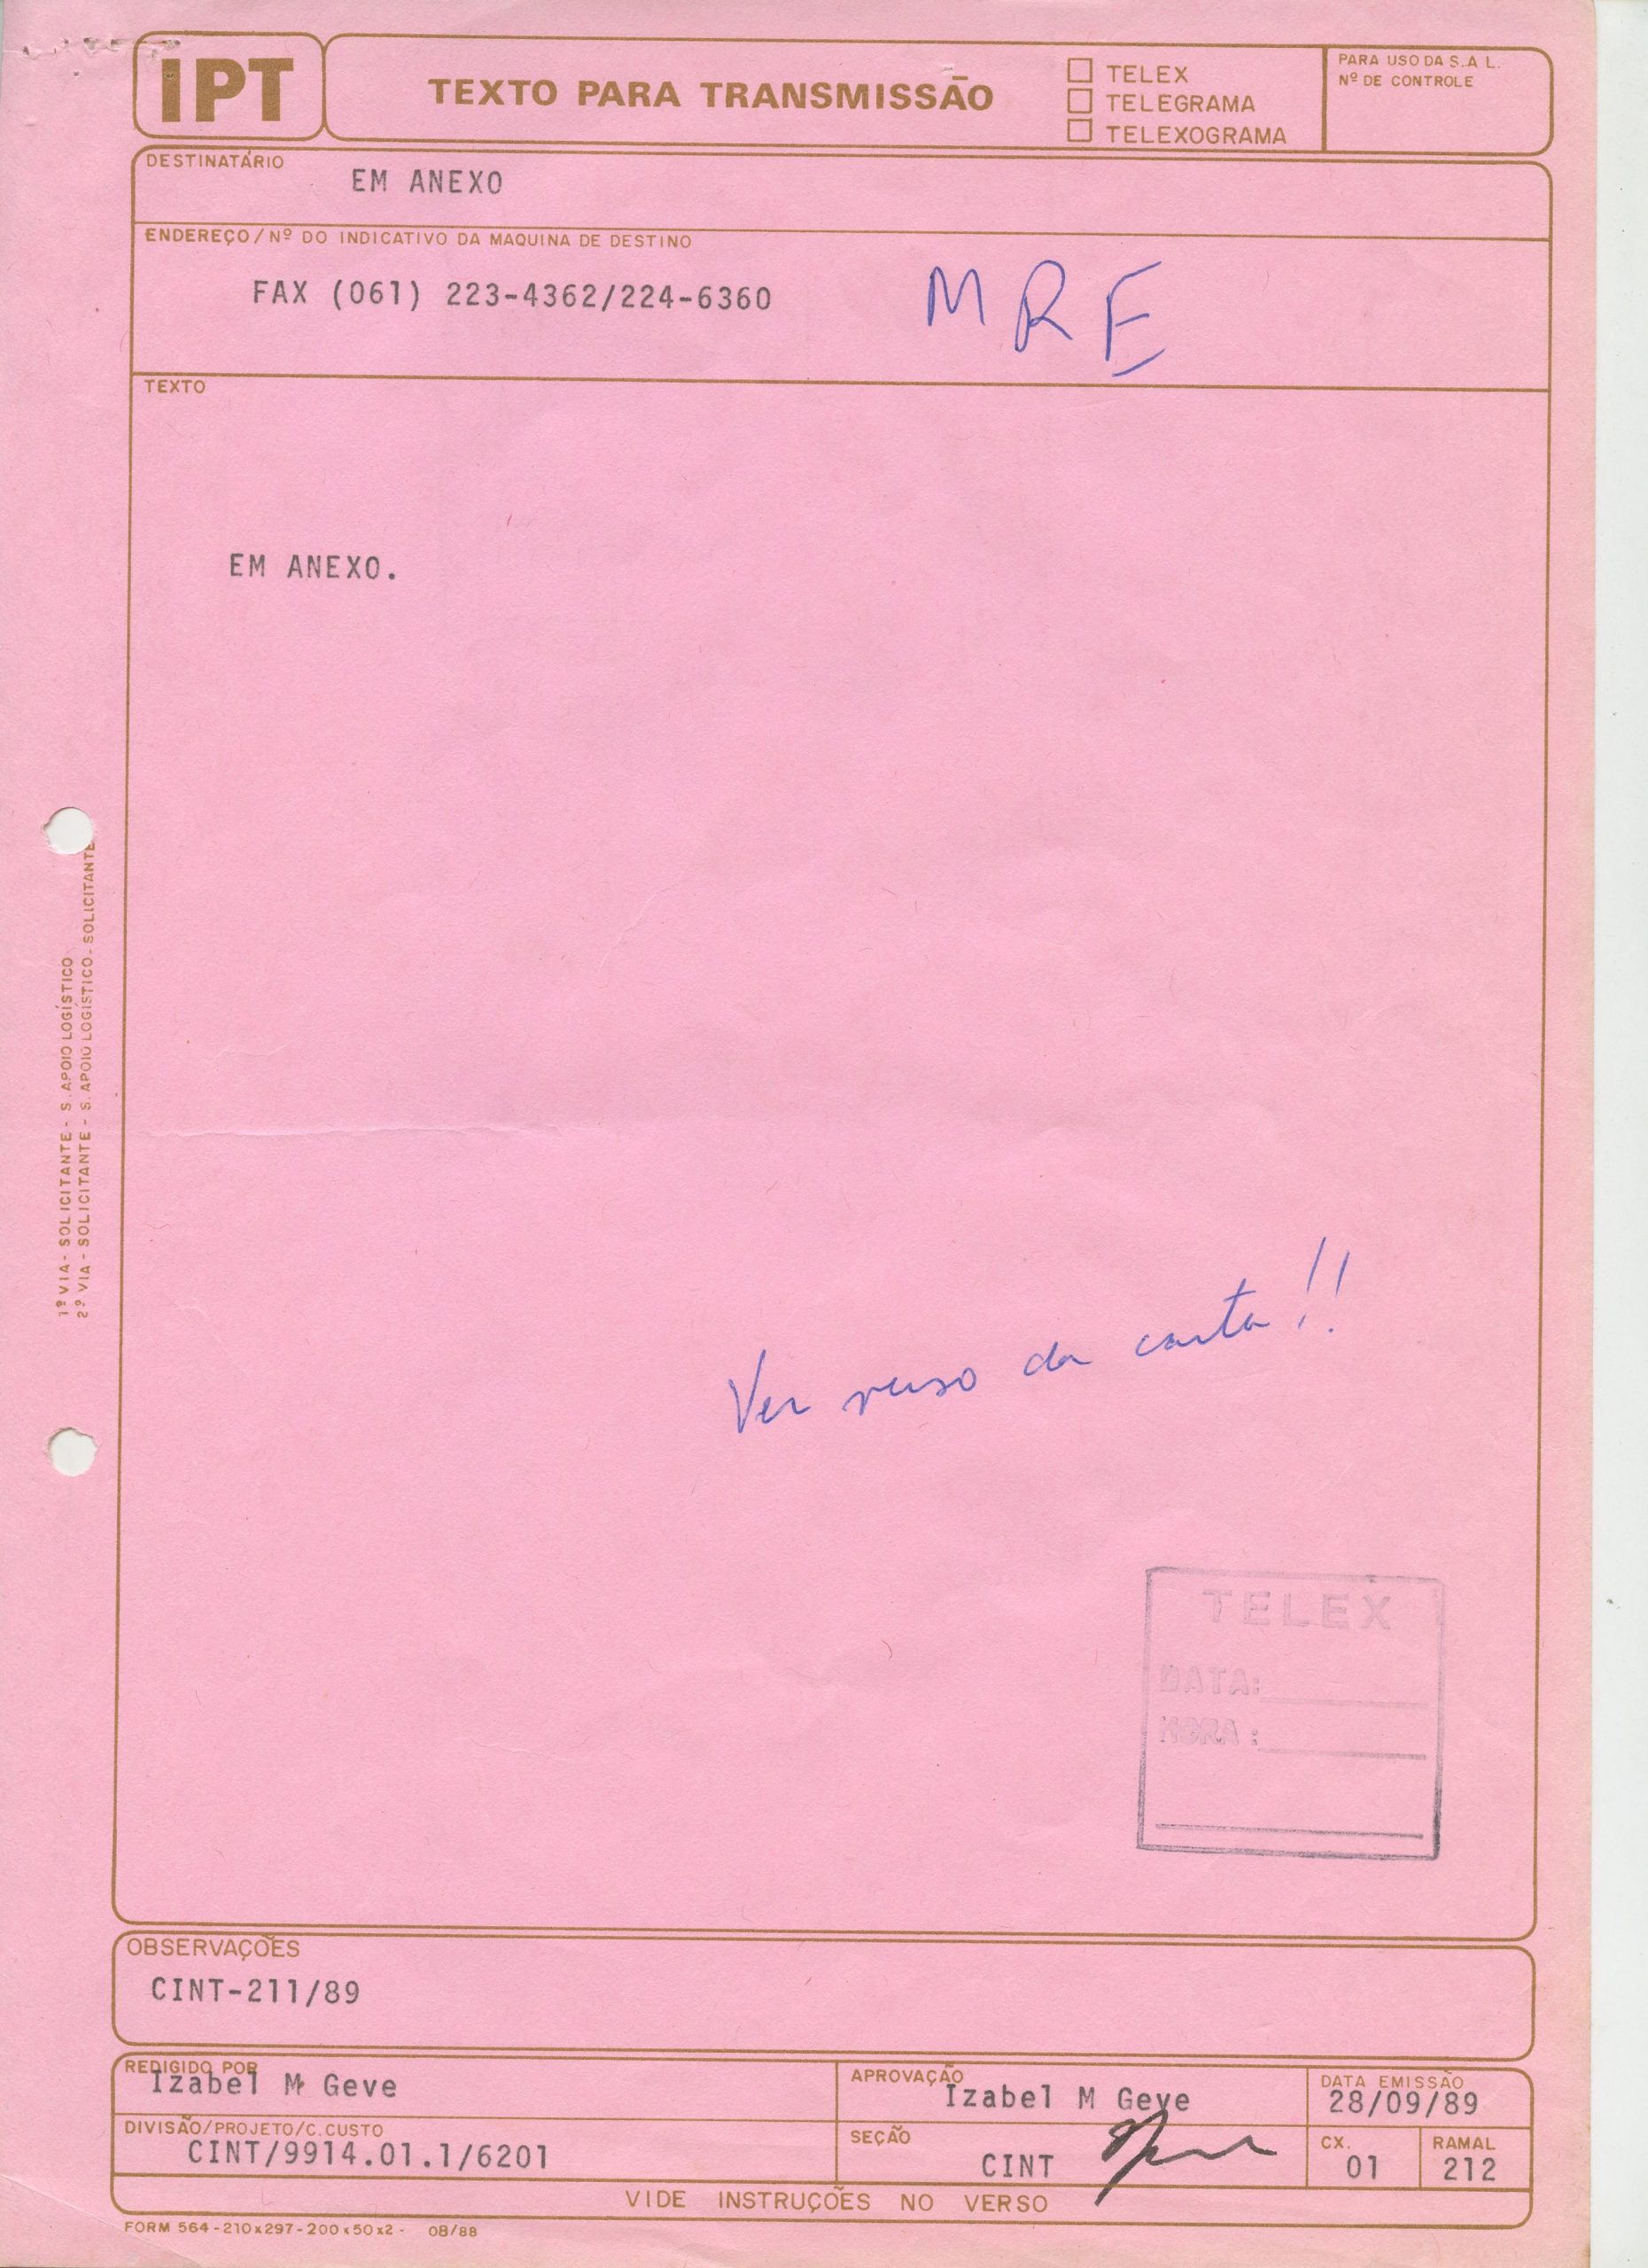 IPT
TEXTO PARA TRANSMISSÃO
TELEX
TELEGRAMA
TELEXOGRAMA
PARA USO DA S.A L.
Nº DE CONTROLE
DESTINATÁRIO
EM ANEXO
ENDEREÇO / Nº DO INDICATIVO DA MAQUINA DE DESTINO
FAX (061) 223-4362/224-6360
MRE
TEXTO
EM ANEXO.
1ª VIA - SOLICITANTE - S. APOIO LOGÍSTICO
2ª VIA - SOLICITANTE - S. APOIO LOGÍSTICO - SOLICITANTE
Ver verso da carta!!
TELEX
DATA:
HORA:
OBSERVAÇÕES
CINT-211/89
REDIGIDO POR
Izabel M Geve
APROVAÇÃO
Izabel M Geve
DATA EMISSÃO
28/09/89
DIVISÃO/PROJETO/C.CUSTO
CINT/9914.01.1/6201
SEÇÃO
CINT
CX.
01
RAMAL
212
VIDE INSTRUÇÕES NO VERSO
FORM 564-210x297-200x50x2- 08/88